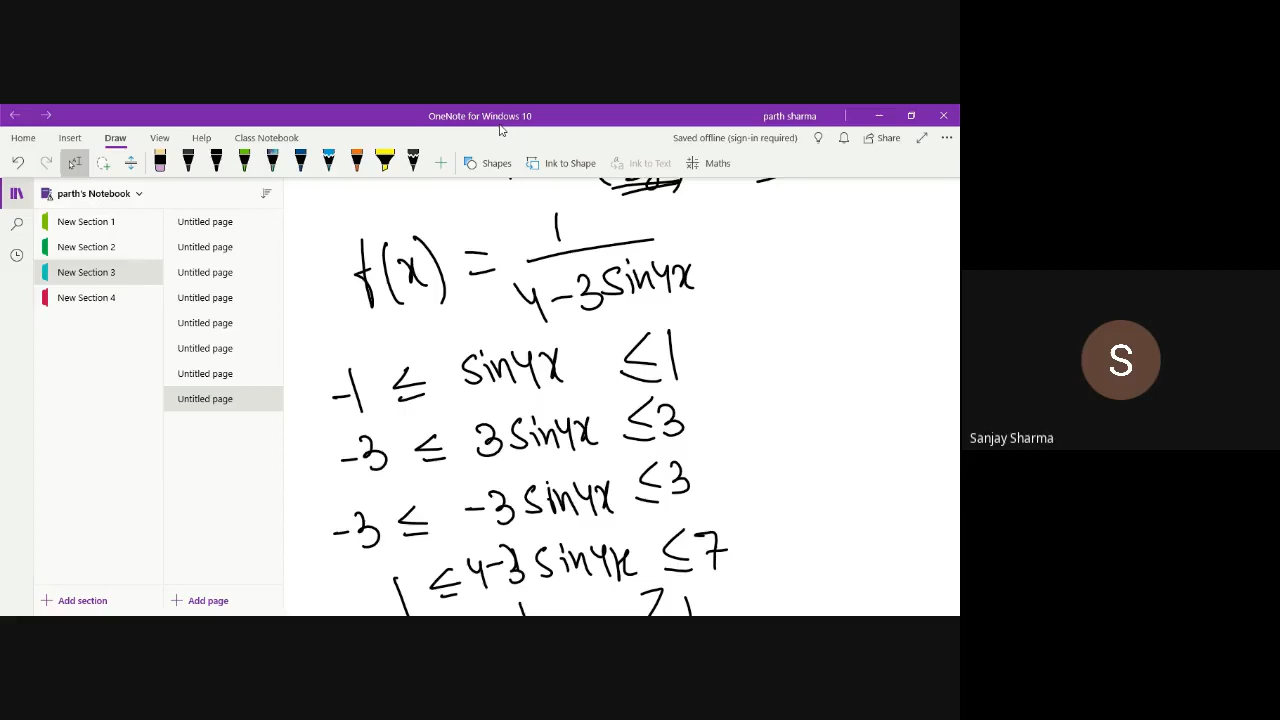 OneNote for Windows 10
parth sharma
Home Insert Draw View Help Class Notebook
Saved offline (sign-in required) Share
Shapes Ink to Shape Ink to Text Maths
parth's Notebook
New Section 1
New Section 2
New Section 3
New Section 4
Untitled page
Untitled page
Untitled page
Untitled page
Untitled page
Untitled page
Untitled page
Untitled page
Add section
Add page
f(x) = 1 / 4-3sin4x
-1 ≤ sin4x ≤ 1
-3 ≤ 3sin4x ≤ 3
-3 ≤ -3sin4x ≤ 3
1 ≤ 4-3sin4x ≤ 7
S
Sanjay Sharma